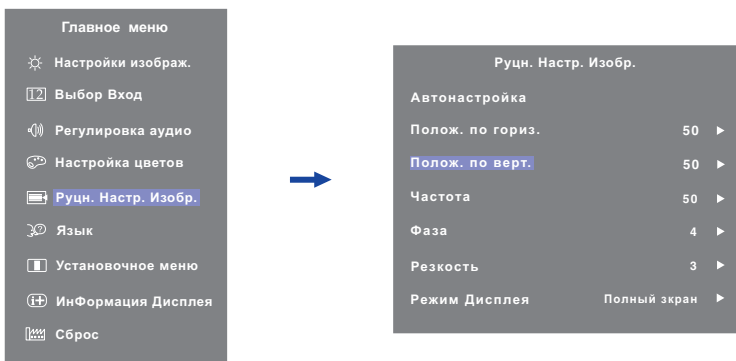 Главное меню
Настройки изображ.
12 Выбор Вход
Регулировка аудио
Настройка цветов
Руцн. Настр. Изобр.
Язык
Установочное меню
i+ ИнФормация Дисплея
Сброс
Руцн. Настр. Изобр.
Автонастройка
Полож. по гориз. 50
Полож. по верт. 50
Частота 50
Фаза 4
Резкость 3
Режим Дисплея Полный зкран